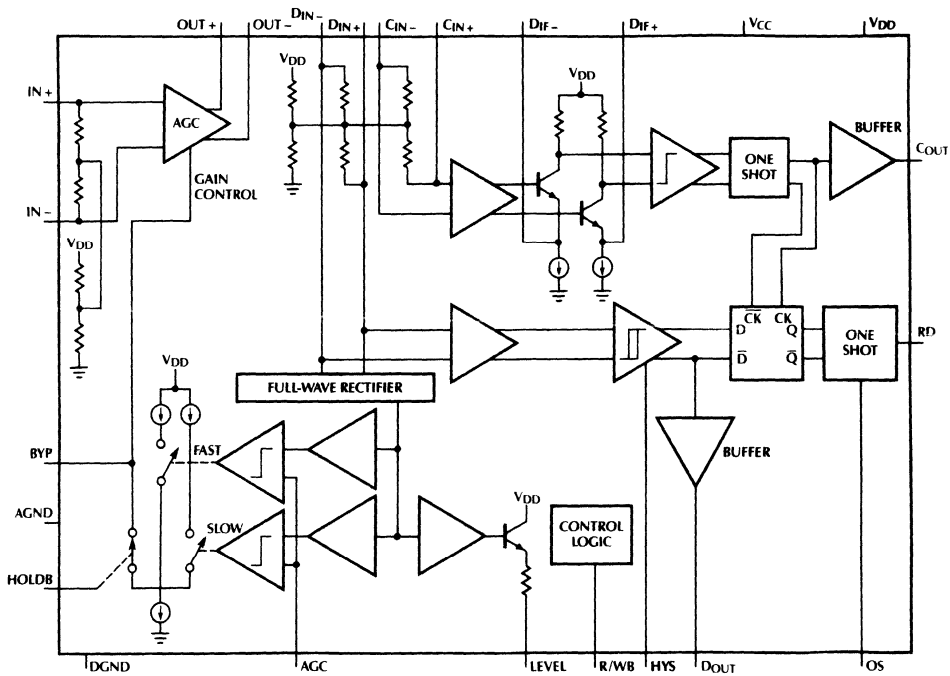 OUT + OUT – DIN – DIN+ CIN – CIN+ DIF – DIF+ VCC VDD
VDD
VDD
IN +
AGC
BUFFER
ONE
SHOT
COUT
GAIN
CONTROL
IN –
VDD
D CK CK Q
D Q
ONE
SHOT
RD
VDD
FULL-WAVE RECTIFIER
FAST
BUFFER
BYP
VDD
AGND
SLOW
CONTROL
LOGIC
HOLDB
DGND AGC LEVEL R/WB HYS DOUT OS